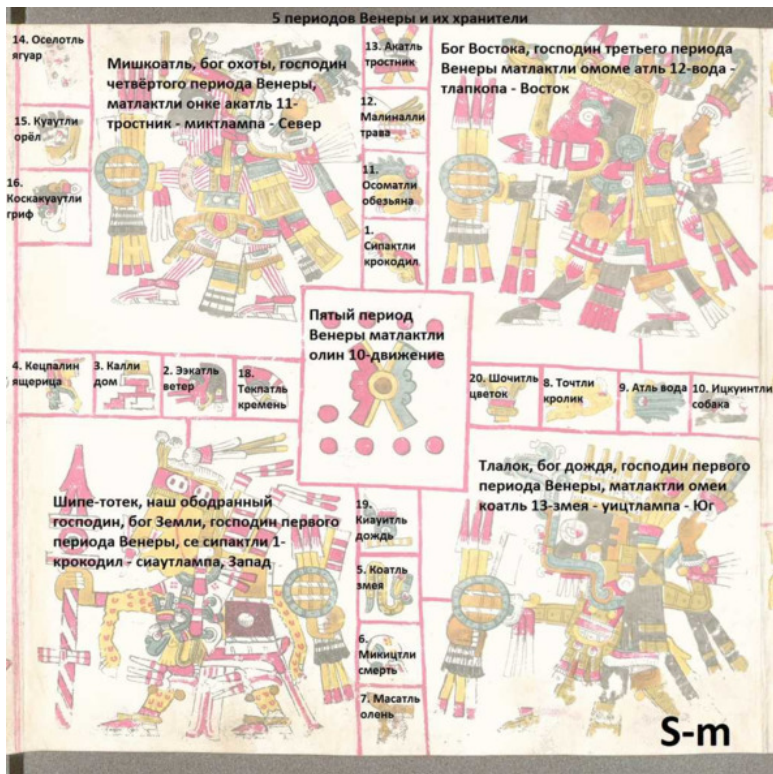 5 периодов Венеры и их хранители
14. Оселотль
ягуар
Мишкоатль, бог охоты, господин
четвёртого периода Венеры,
матлактли онке акатль 11-
тростник - миктлампа - Север
15. Куаутли
орёл
16.
Коскакуаутли
гриф
13. Акатль
тростник
12.
Малиналли
трава
11.
Осоматли
обезьяна
1.
Сипактли
крокодил
Бог Востока, господин третьего периода
Венеры матлактли омоме атль 12-вода -
тлапкопа - Восток
Пятый период
Венеры матлактли
олин 10-движение
4. Кецпалин
ящерица
3. Калли
дом
2. Ээкатль
ветер
18.
Текпатль
кремень
20. Шочитль
цветок
8. Точтли
кролик
9. Атль вода
10. Ицкуинтли
собака
Шипе-тотек, наш ободранный
господин, бог Земли, господин первого
периода Венеры, се сипактли 1-
крокодил - сиаутлампа, Запад
19.
Киауитль
дождь
5. Коатль
змея
6.
Микицтли
смерть
7. Масатль
олень
Тлалок, бог дождя, господин первого
периода Венеры, матлактли омеи
коатль 13-змея - уицтлампа - Юг
S-m